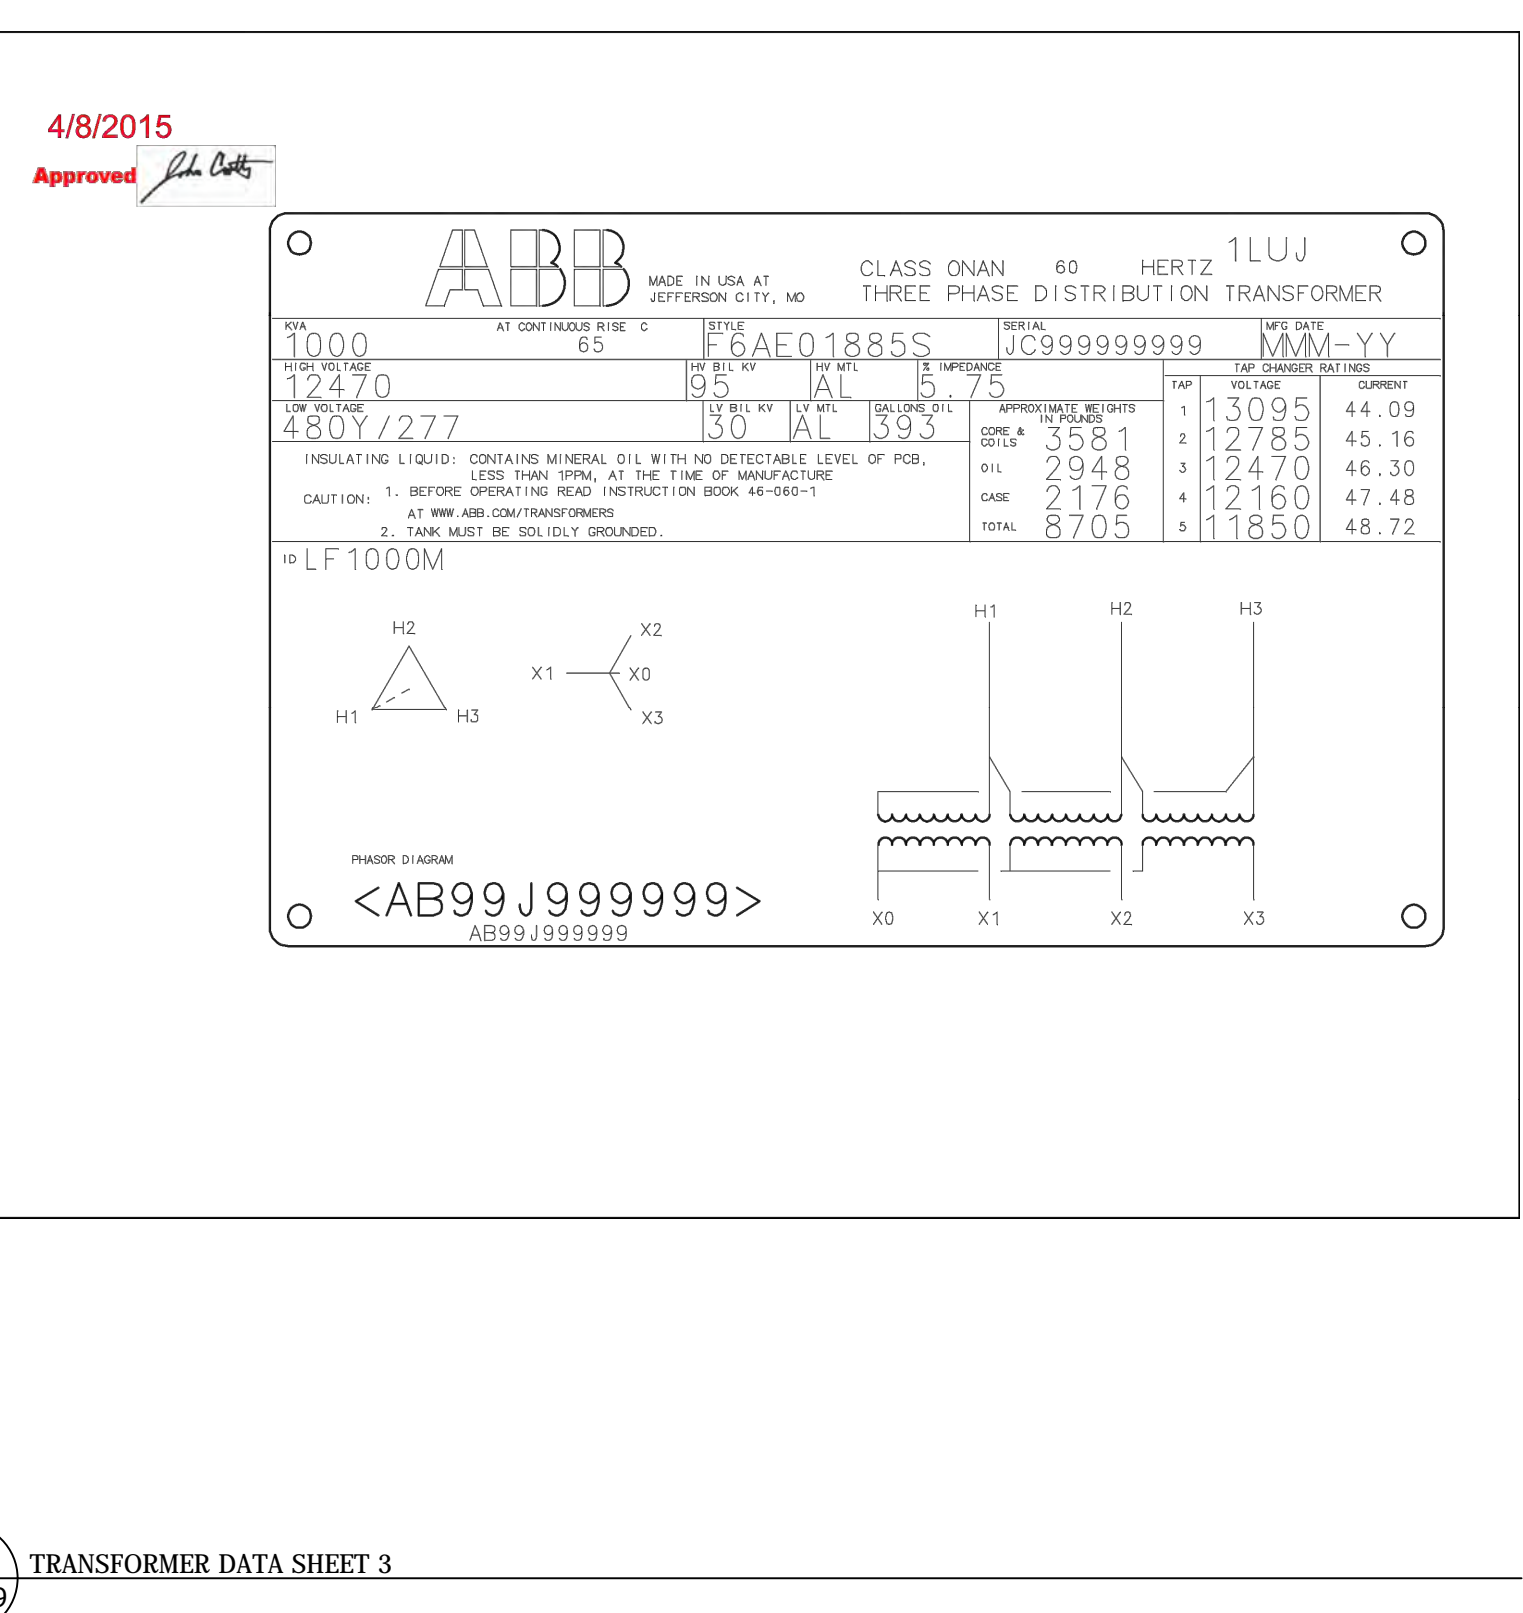 4/8/2015
Approved John Cotts
ABB
MADE IN USA AT
JEFFERSON CITY, MO
CLASS ONAN 60 HERTZ 1LUJ
THREE PHASE DISTRIBUTION TRANSFORMER
KVA AT CONTINUOUS RISE C STYLE SERIAL MFG DATE
1000 65 F6AE01885S JC999999999 MMM-YY
HIGH VOLTAGE HV BIL KV HV MTL % IMPEDANCE
12470 95 AL 5.75
LOW VOLTAGE LV BIL KV LV MTL GALLONS OIL
480Y/277 30 AL 393
APPROXIMATE WEIGHTS
IN POUNDS
CORE &
COILS 3581
OIL 2948
CASE 2176
TOTAL 8705
TAP CHANGER RATINGS
TAP VOLTAGE CURRENT
1 13095 44.09
2 12785 45.16
3 12470 46.30
4 12160 47.48
5 11850 48.72
INSULATING LIQUID: CONTAINS MINERAL OIL WITH NO DETECTABLE LEVEL OF PCB,
LESS THAN 1PPM, AT THE TIME OF MANUFACTURE
CAUTION: 1. BEFORE OPERATING READ INSTRUCTION BOOK 46-060-1
AT WWW.ABB.COM/TRANSFORMERS
2. TANK MUST BE SOLIDLY GROUNDED.
ID LF1000M
H2
H1 H3
X2
X1 X0
X3
H1 H2 H3
X0 X1 X2 X3
PHASOR DIAGRAM
<AB99J999999>
AB99J999999
TRANSFORMER DATA SHEET 3
9